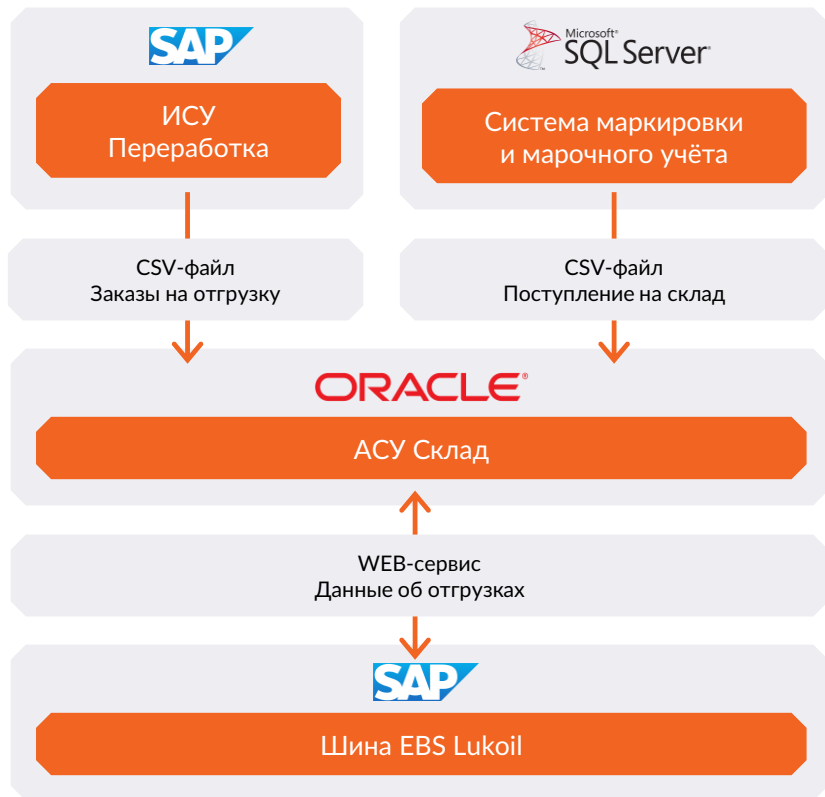 SAP
Microsoft®
SQL Server®
ИСУ
Переработка
Система маркировки
и марочного учёта
CSV-файл
Заказы на отгрузку
CSV-файл
Поступление на склад
ORACLE®
АСУ Склад
WEB-сервис
Данные об отгрузках
SAP
Шина EBS Lukoil